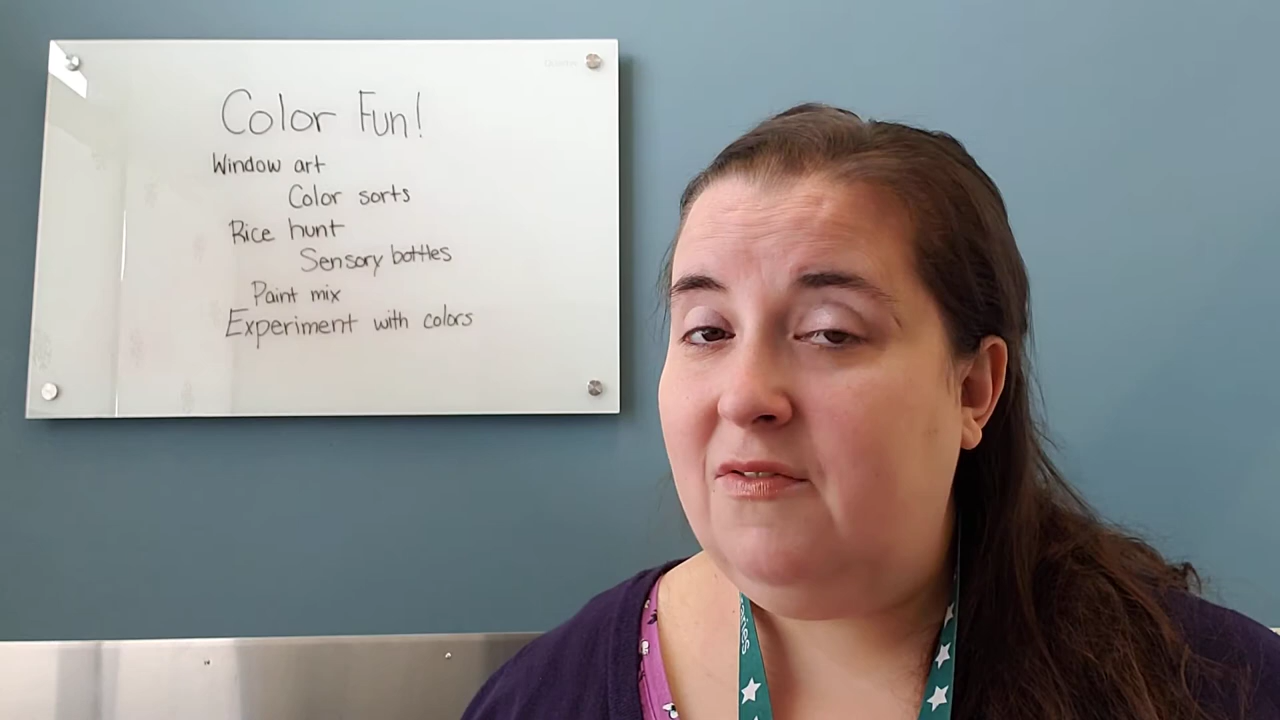 Color Fun!
Window art
Color sorts
Rice hunt
Sensory bottles
Paint mix
Experiment with colors